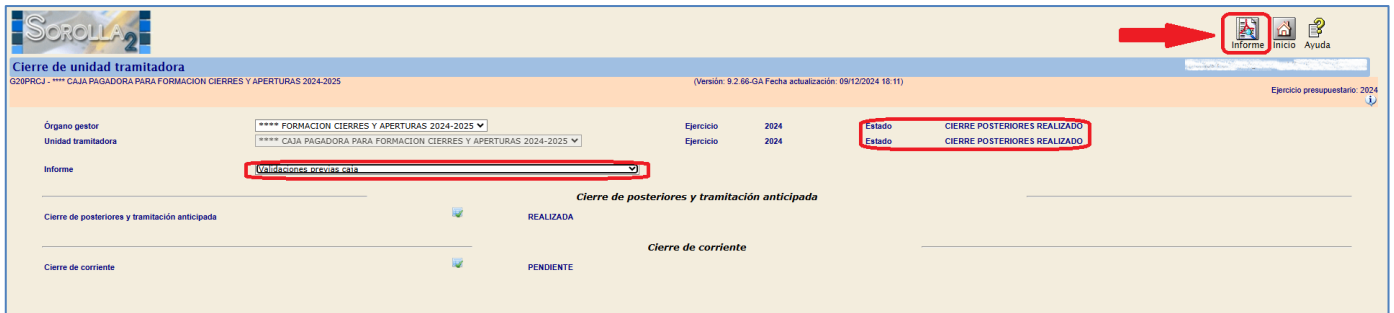 SOROLLA2
Informe Inicio Ayuda
Cierre de unidad tramitadora
G20PRCJ - **** CAJA PAGADORA PARA FORMACION CIERRES Y APERTURAS 2024-2025 (Versión: 9.2.66-GA Fecha actualización: 09/12/2024 18:11)
Ejercicio presupuestario: 2024
Órgano gestor **** FORMACION CIERRES Y APERTURAS 2024-2025 Ejercicio 2024 Estado CIERRE POSTERIORES REALIZADO
Unidad tramitadora **** CAJA PAGADORA PARA FORMACION CIERRES Y APERTURAS 2024-2025 Ejercicio 2024 Estado CIERRE POSTERIORES REALIZADO
Informe Validaciones previas caja
Cierre de posteriores y tramitación anticipada
Cierre de posteriores y tramitación anticipada REALIZADA
Cierre de corriente
Cierre de corriente PENDIENTE